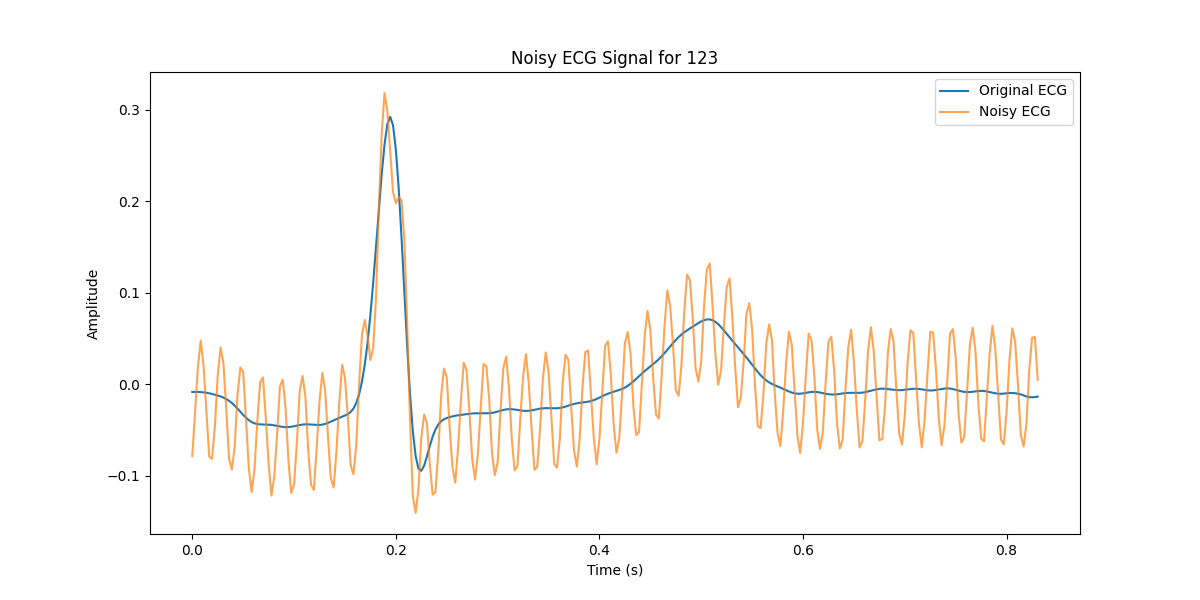 Noisy ECG Signal for 123
Original ECG
Noisy ECG
0.3
0.2
0.1
0.0
−0.1
Amplitude
0.0 0.2 0.4 0.6 0.8
Time (s)